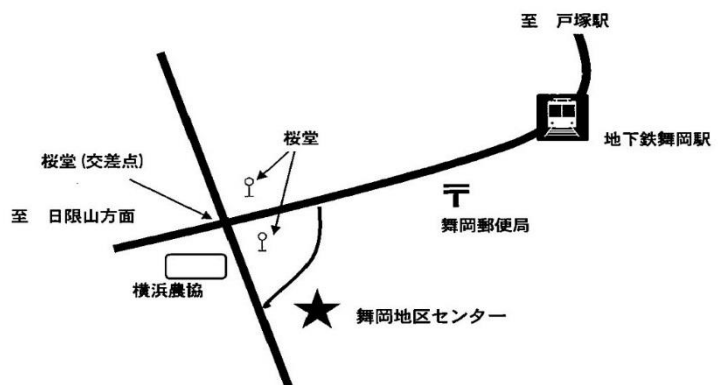 至　戸塚駅
地下鉄舞岡駅
桜堂
桜堂（交差点）
至　日限山方面
舞岡郵便局
横浜農協
舞岡地区センター